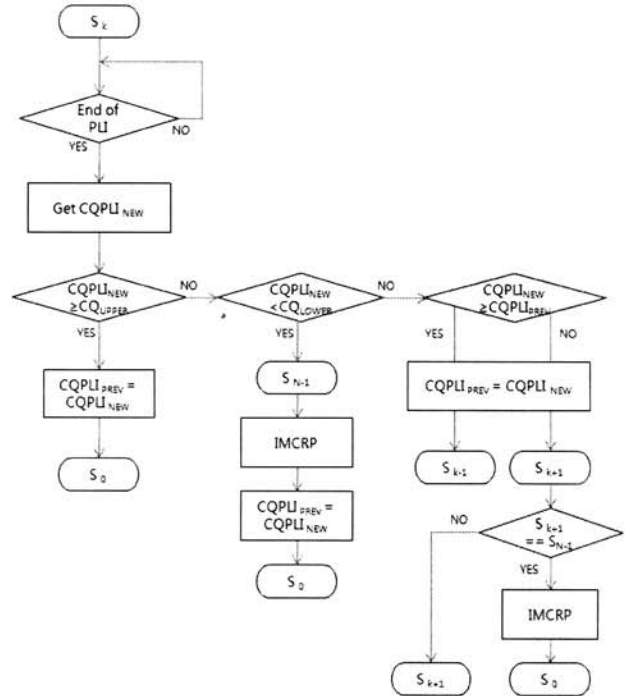 S k
End of
PLI
NO
YES
Get CQPLI NEW
CQPLI NEW
≥CQ UPPER
NO
CQPLI NEW
<CQ LOWER
NO
CQPLI NEW
≥CQPLI PREV
YES
YES
YES
NO
CQPLI PREV =
CQPLI NEW
S N-1
CQPLI PREV = CQPLI NEW
S 0
IMCRP
S k-1
S k+1
CQPLI PREV =
CQPLI NEW
NO
S k+1
== S N-1
YES
S 0
IMCRP
S k+1
S 0